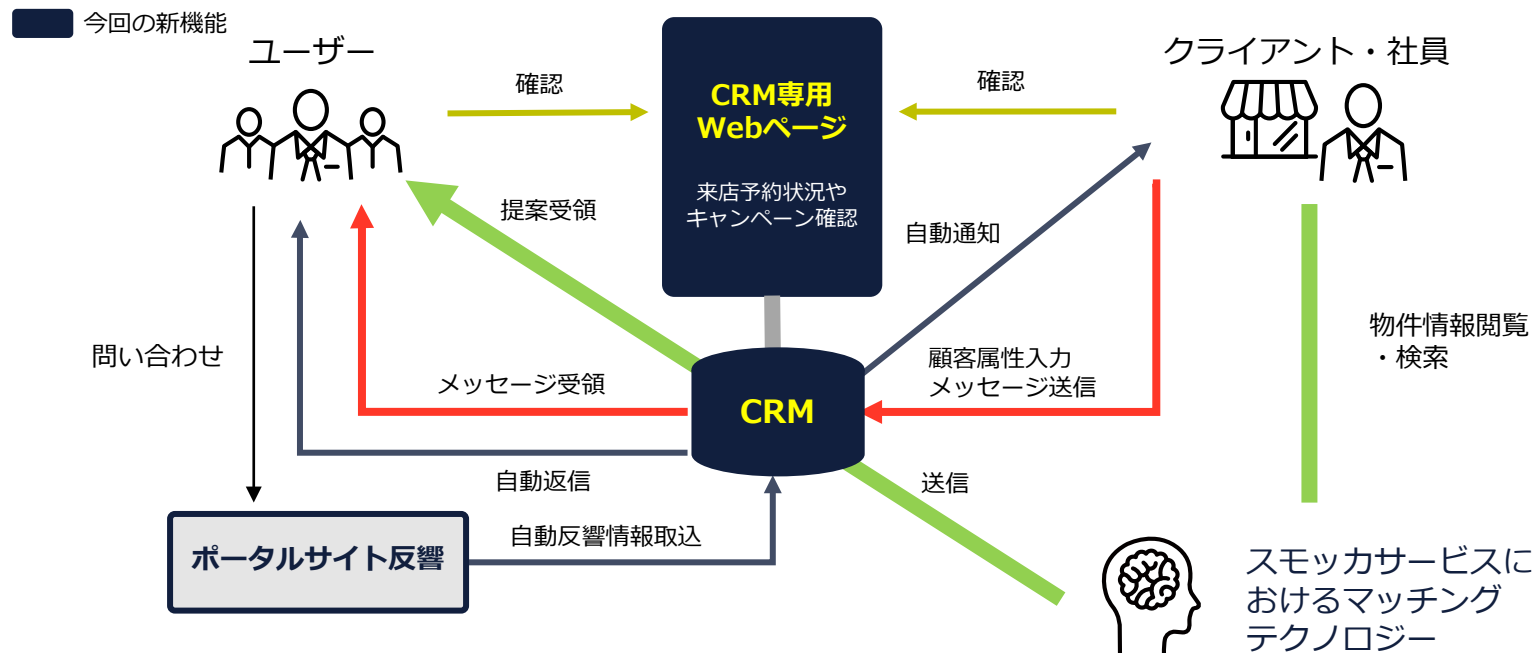 今回の新機能
ユーザー
クライアント・社員
確認
CRM専用
Webページ
確認
来店予約状況や
キャンペーン確認
提案受領
自動通知
問い合わせ
物件情報閲覧
・検索
メッセージ受領
顧客属性入力
メッセージ送信
CRM
自動返信
送信
自動反響情報取込
ポータルサイト反響
スモッカサービスに
おけるマッチング
テクノロジー